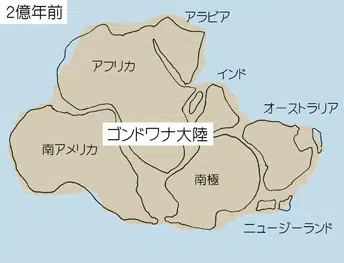 2億年前
アラビア
アフリカ
インド
オーストラリア
ゴンドワナ大陸
南アメリカ
南極
ニュージーランド